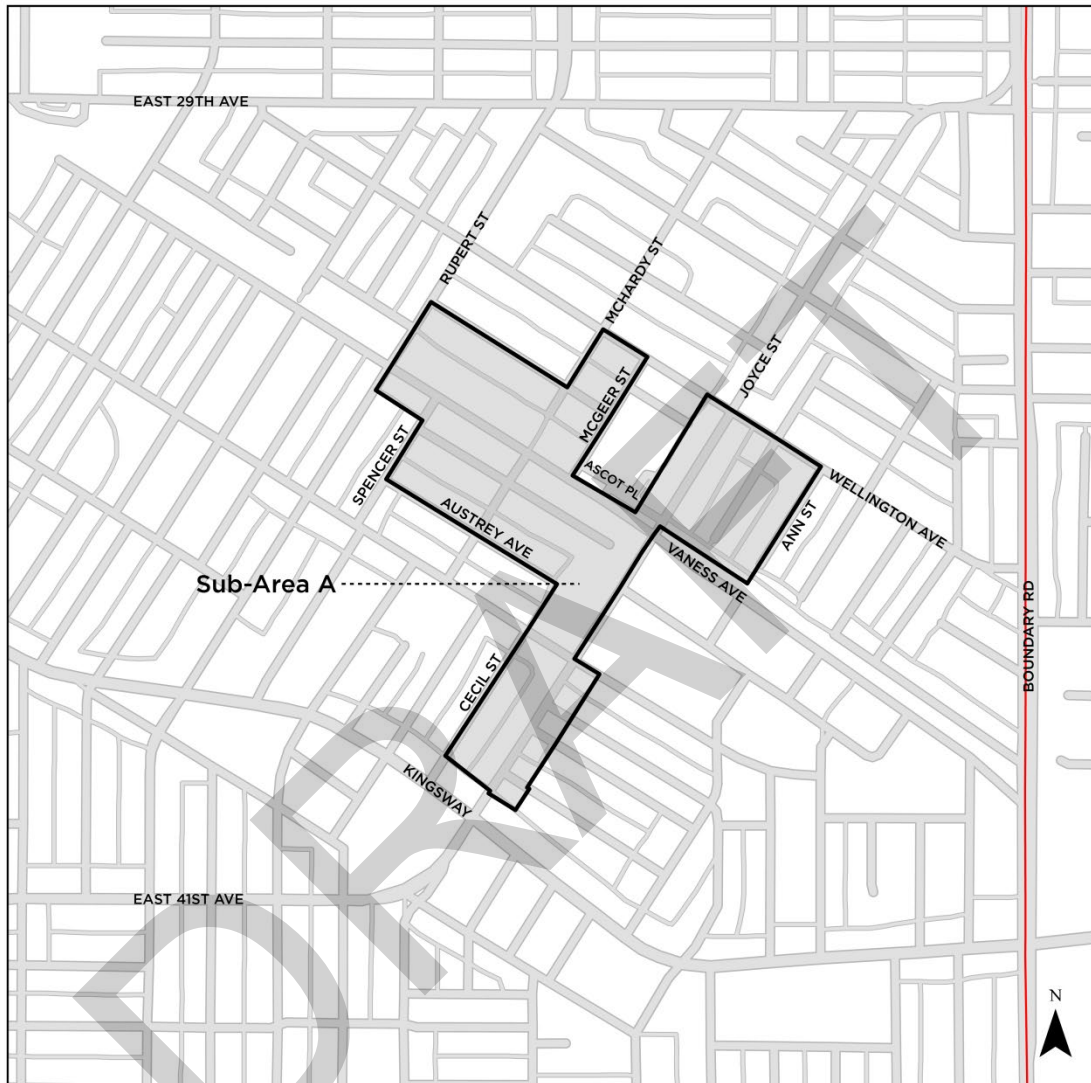 EAST 29TH AVE
RUPERT ST
MCHARDY ST
JOYCE ST
MCGEER ST
SPENCER ST
ASCOT PL
WELLINGTON AVE
AUSTREY AVE
ANN ST
VANESS AVE
Sub-Area A
BOUNDARY RD
CECIL ST
KINGSWAY
EAST 41ST AVE
DRAFT
N